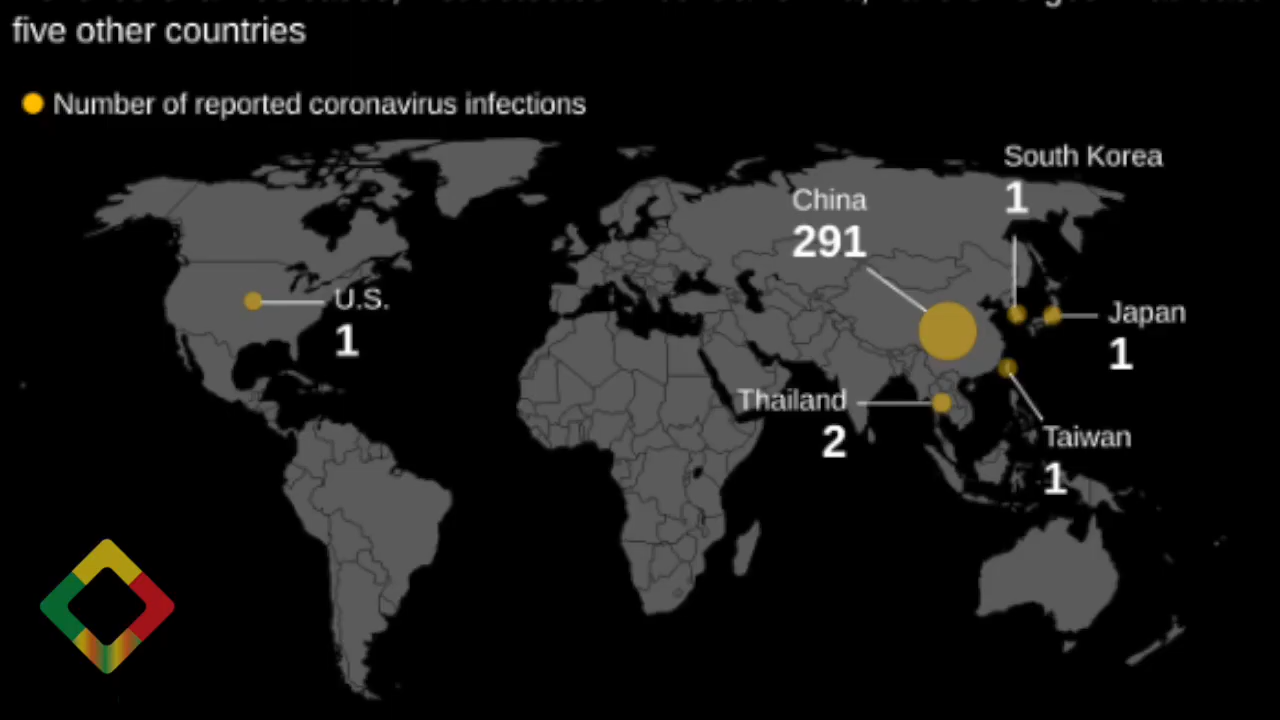 five other countries
Number of reported coronavirus infections
South Korea
1
China
291
U.S.
1
Japan
1
Thailand
2
Taiwan
1